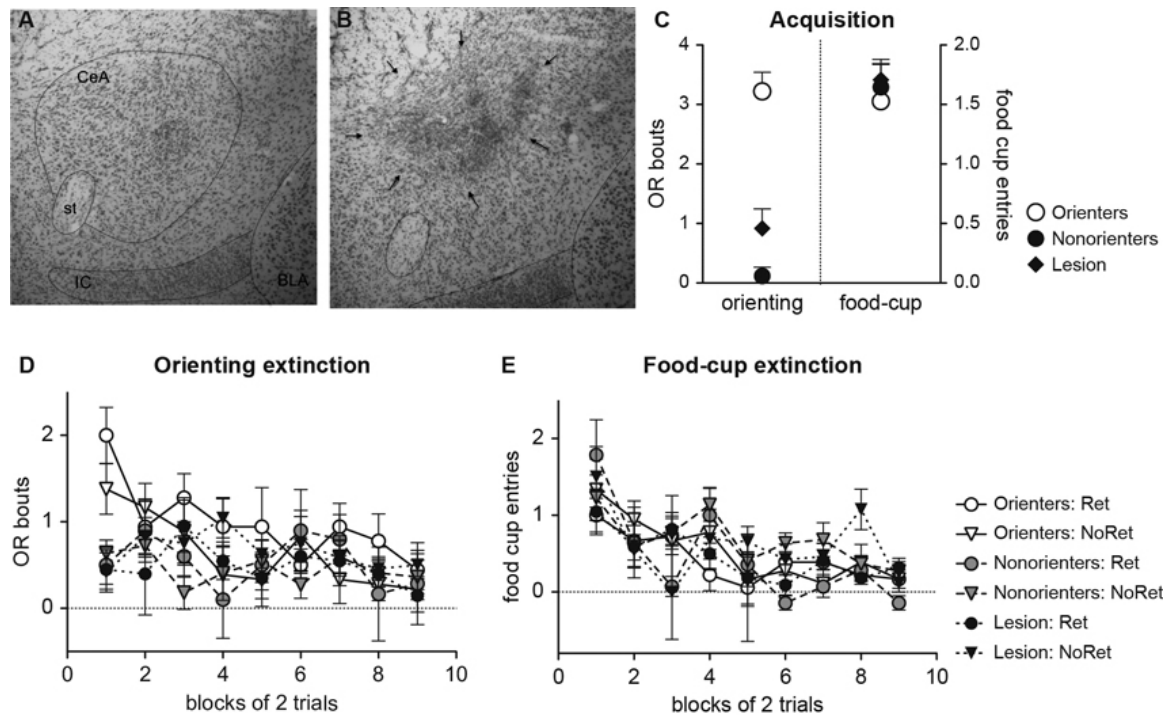 A
CeA
st
IC
BLA
B
C
Acquisition
4
3
2
1
0
OR bouts
2.0
1.5
1.0
0.5
0.0
food cup entries
orienting
food-cup
Orienters
Nonorienters
Lesion
D
Orienting extinction
2
1
0
OR bouts
0
2
4
6
8
10
blocks of 2 trials
E
Food-cup extinction
2
1
0
food cup entries
0
2
4
6
8
10
blocks of 2 trials
Orienters: Ret
Orienters: NoRet
Nonorienters: Ret
Nonorienters: NoRet
Lesion: Ret
Lesion: NoRet